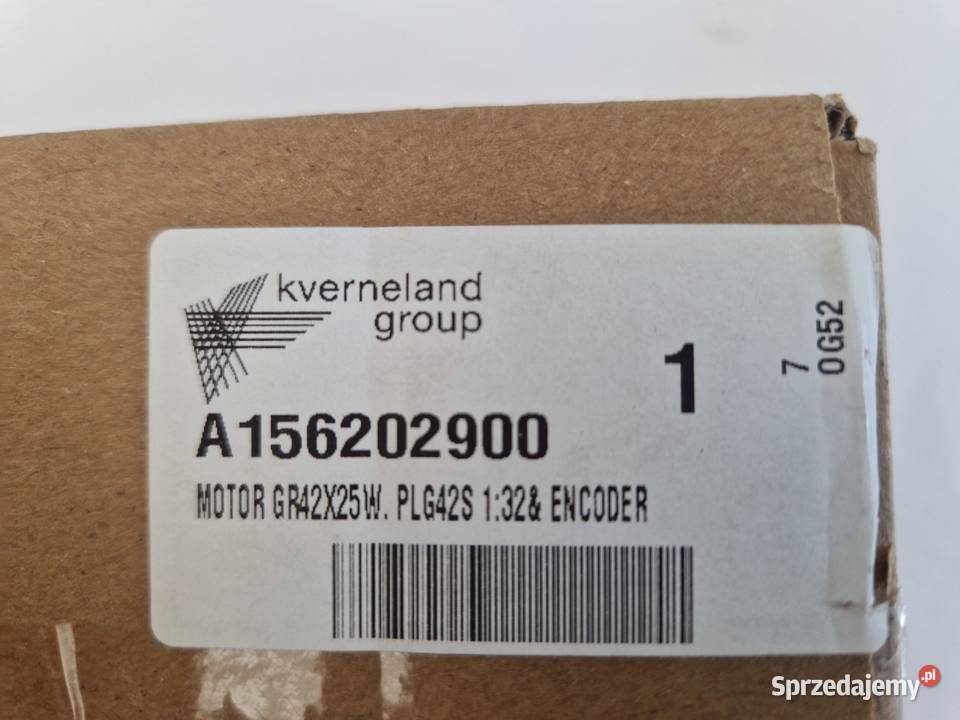 kverneland
group
1
7
0G52
A156202900
MOTOR GR42X25W. PLG42S 1:32& ENCODER
Sprzedajemy.pl